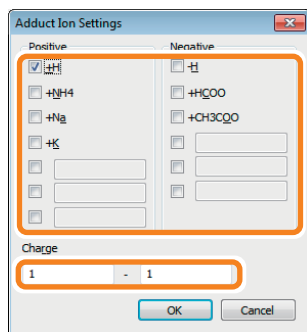 Adduct Ion Settings
Positive
Negative
+H
-H
+NH4
+HCOO
+Na
+CH3COO
+K
Charge
1 - 1
OK Cancel